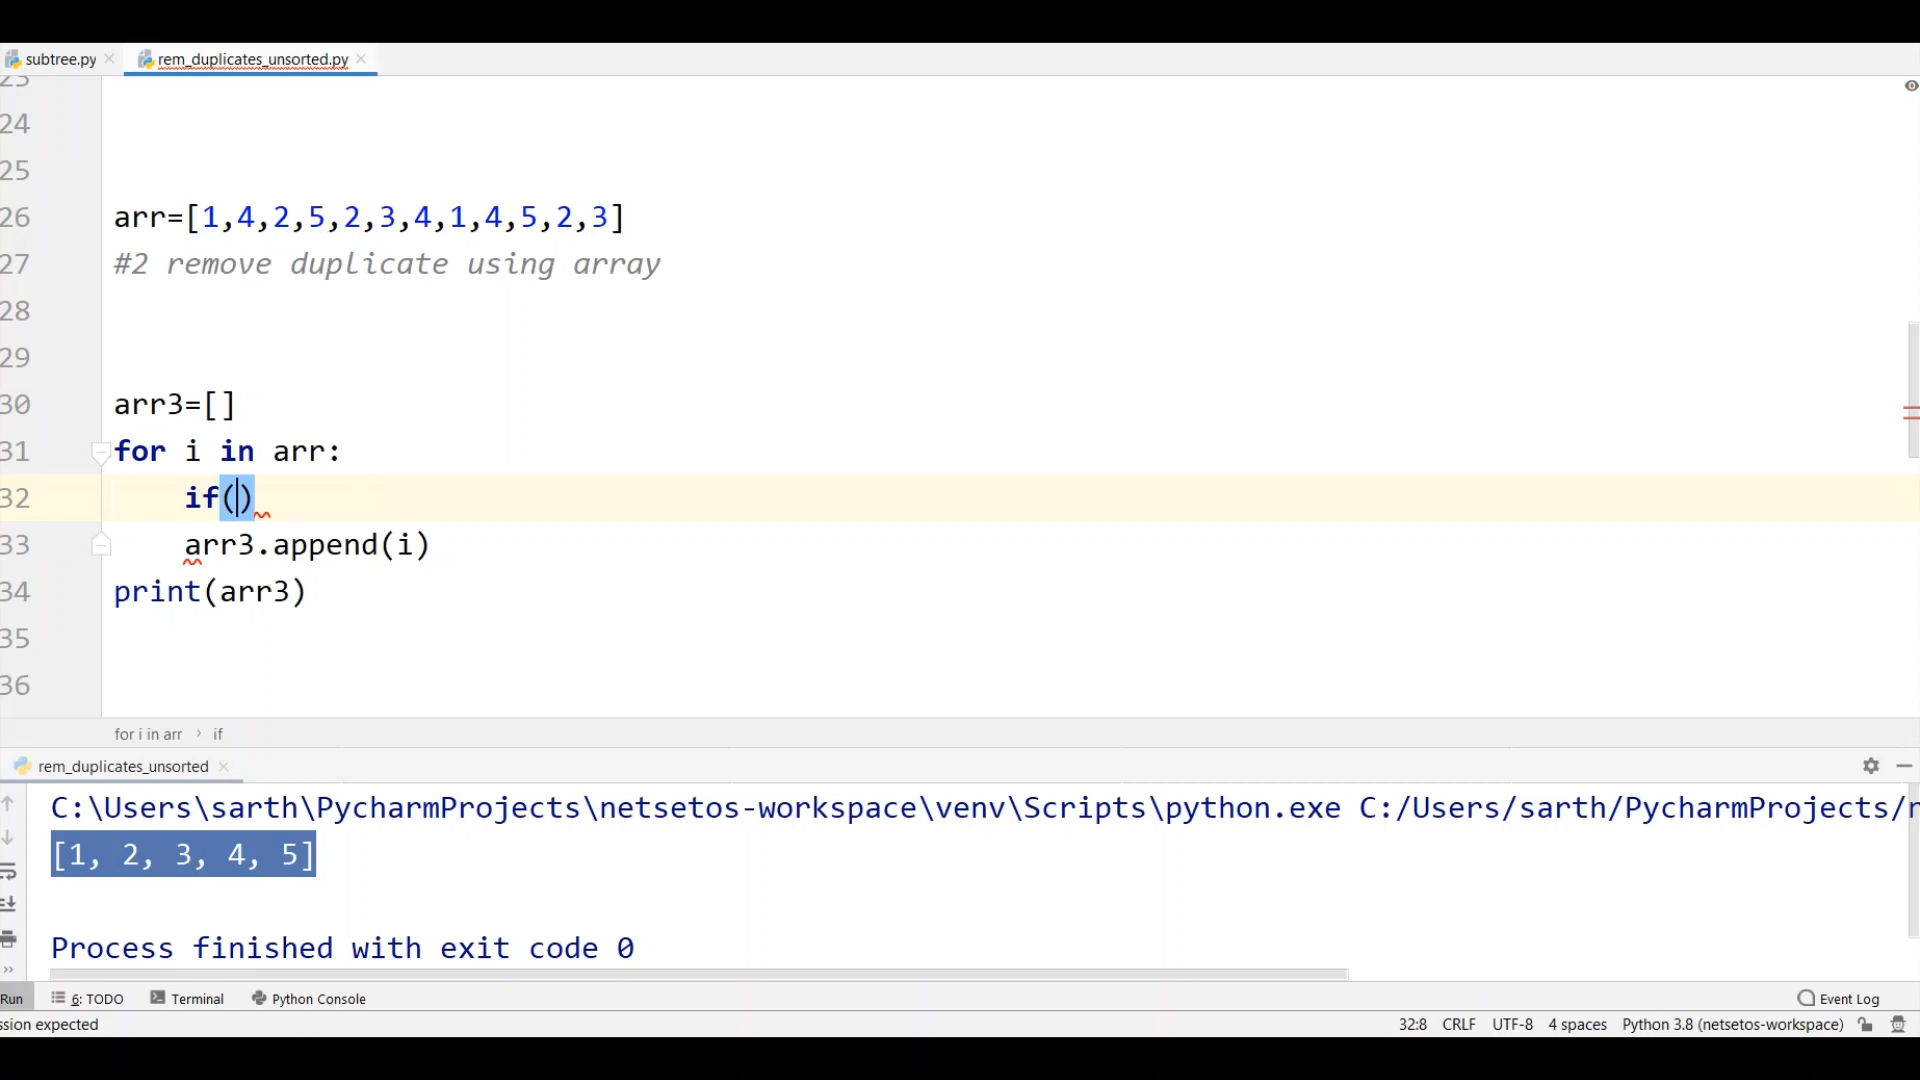 subtree.py
rem_duplicates_unsorted.py
23
24
25
26 arr=[1,4,2,5,2,3,4,1,4,5,2,3]
27 #2 remove duplicate using array
28
29
30 arr3=[]
31 for i in arr:
32 if()
33 arr3.append(i)
34 print(arr3)
35
36
for i in arr › if
rem_duplicates_unsorted
C:\Users\sarth\PycharmProjects\netsetos-workspace\venv\Scripts\python.exe C:/Users/sarth/PycharmProjects/
[1, 2, 3, 4, 5]
Process finished with exit code 0
Run 6: TODO Terminal Python Console Event Log
ssion expected 32:8 CRLF UTF-8 4 spaces Python 3.8 (netsetos-workspace)